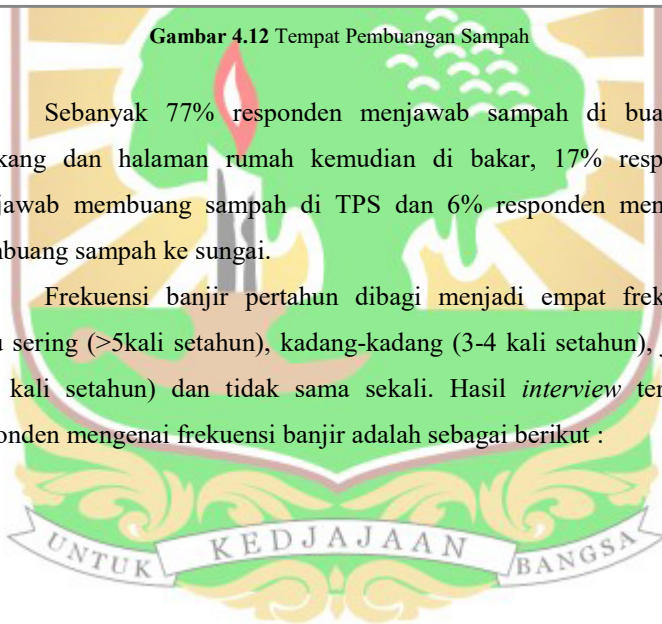 Gambar 4.12 Tempat Pembuangan Sampah
Sebanyak 77% responden menjawab sampah di bua
kang dan halaman rumah kemudian di bakar, 17% resp
jawab membuang sampah di TPS dan 6% responden men
buang sampah ke sungai.
Frekuensi banjir pertahun dibagi menjadi empat frek
sering (>5kali setahun), kadang-kadang (3-4 kali setahun),
kali setahun) dan tidak sama sekali. Hasil interview ter
onden mengenai frekuensi banjir adalah sebagai berikut :
UNTUK KEDJAJAAN BANGSA